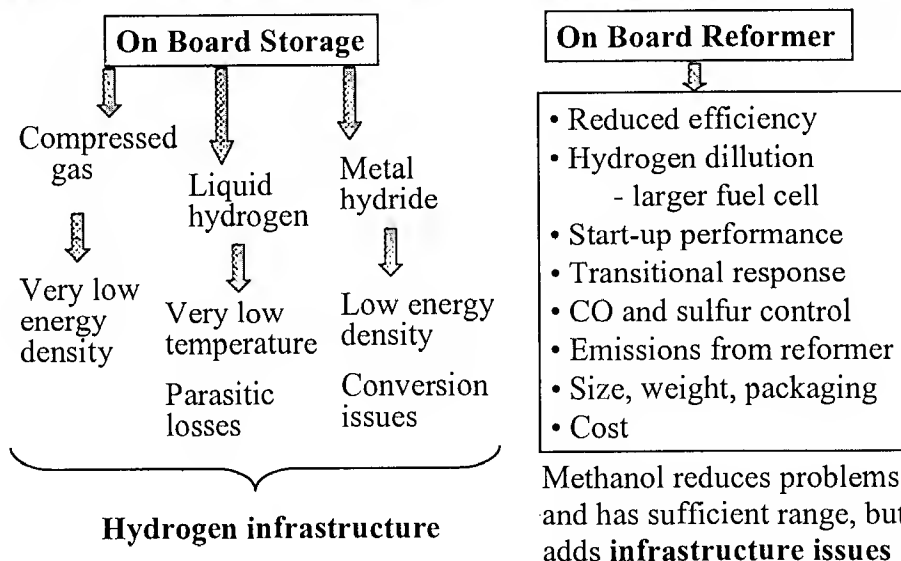 On Board Storage
Compressed
gas
Very low
energy
density
Liquid
hydrogen
Very low
temperature
Parasitic
losses
Metal
hydride
Low energy
density
Conversion
issues
Hydrogen infrastructure
On Board Reformer
• Reduced efficiency
• Hydrogen dillution
- larger fuel cell
• Start-up performance
• Transitional response
• CO and sulfur control
• Emissions from reformer
• Size, weight, packaging
• Cost
Methanol reduces problems
and has sufficient range, but
adds infrastructure issues